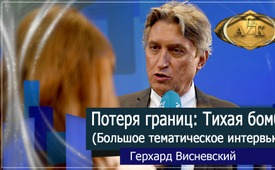 AZK
Потеря границ: Тихая бомб
(Большое тематическое интервью
Герхард Висневский